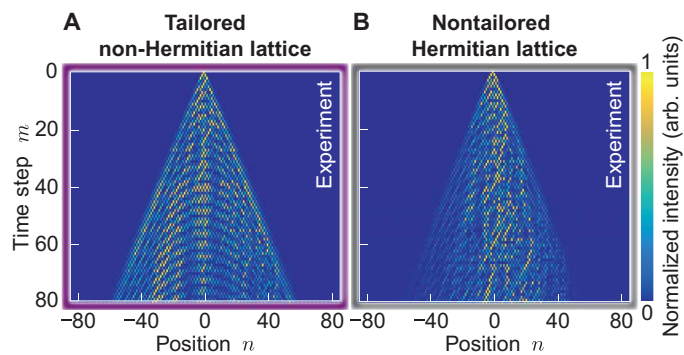 A Tailored
non-Hermitian lattice
B Nontailored
Hermitian lattice
0
20
40
60
80
Time step m
Experiment
−80 −40 0 40 80
Position n
Experiment
−80 −40 0 40 80
Position n
1
0
Normalized intensity (arb. units)